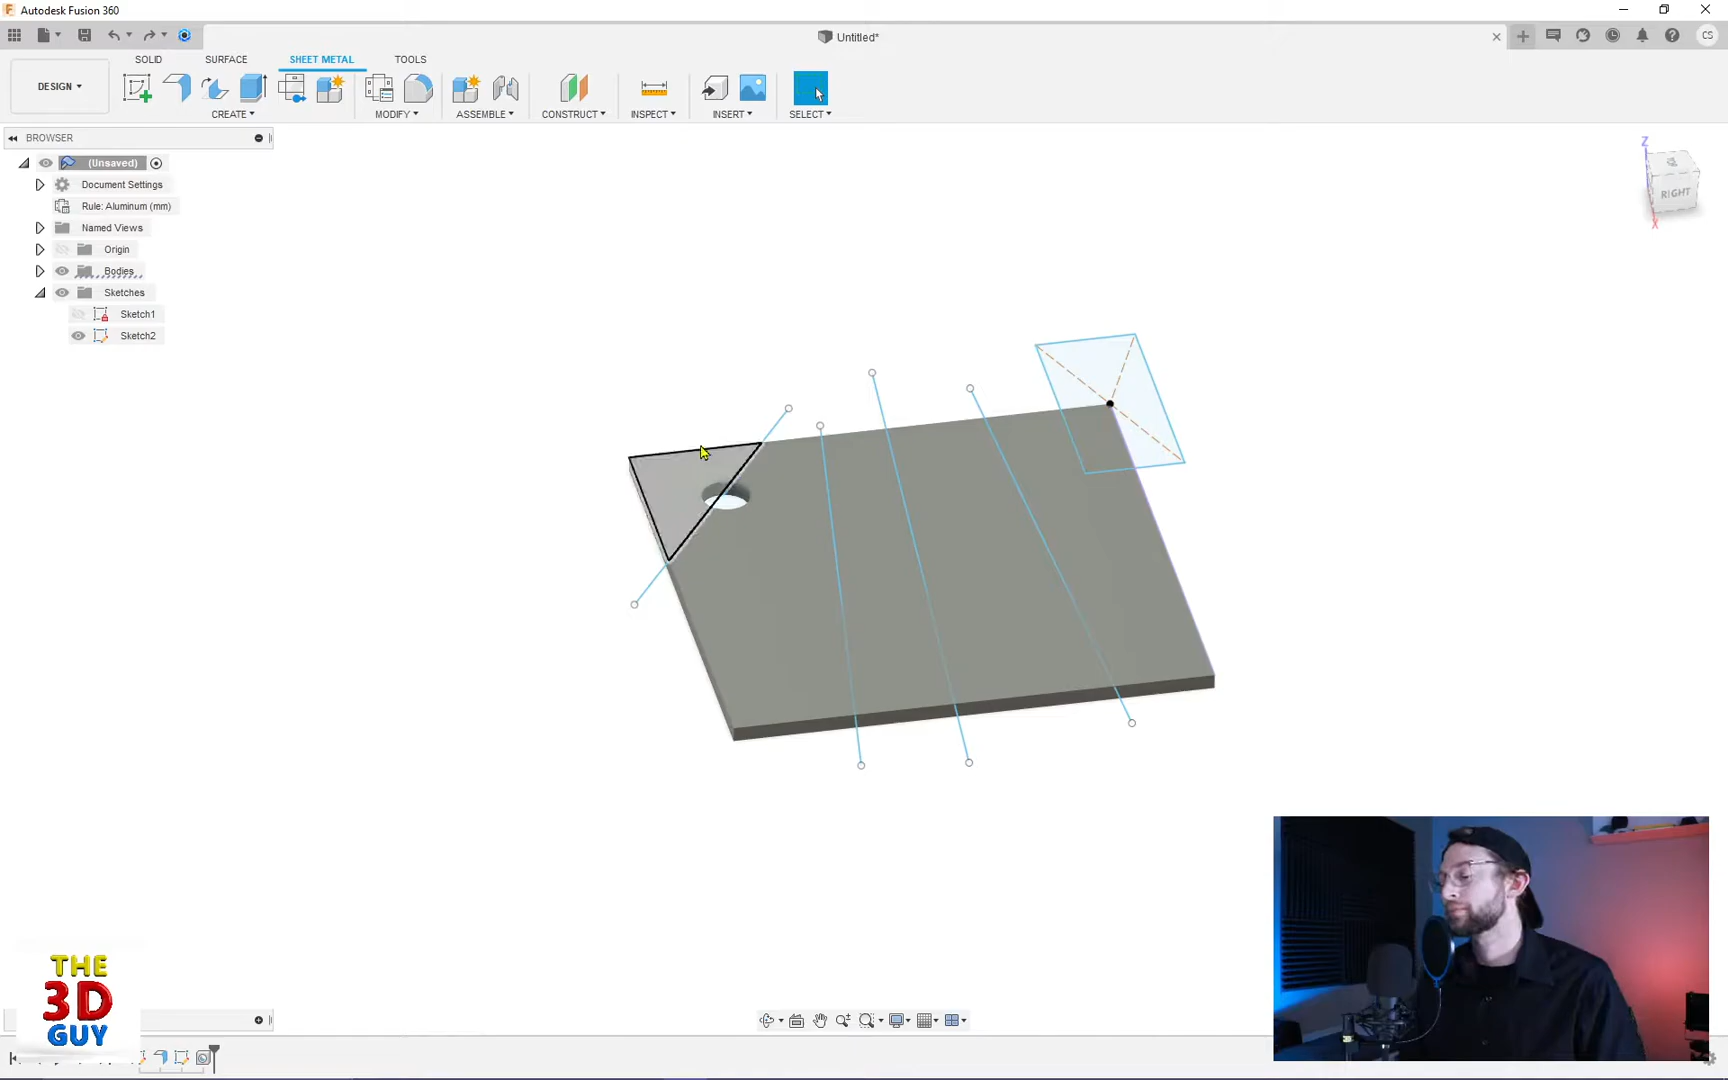 Autodesk Fusion 360
Untitled*
CS
SOLID SURFACE SHEET METAL TOOLS
DESIGN
CREATE MODIFY ASSEMBLE CONSTRUCT INSPECT INSERT SELECT
BROWSER
(Unsaved)
Document Settings
Rule: Aluminum (mm)
Named Views
Origin
Bodies
Sketches
Sketch1
Sketch2
Z
RIGHT
X
THE
3D
GUY